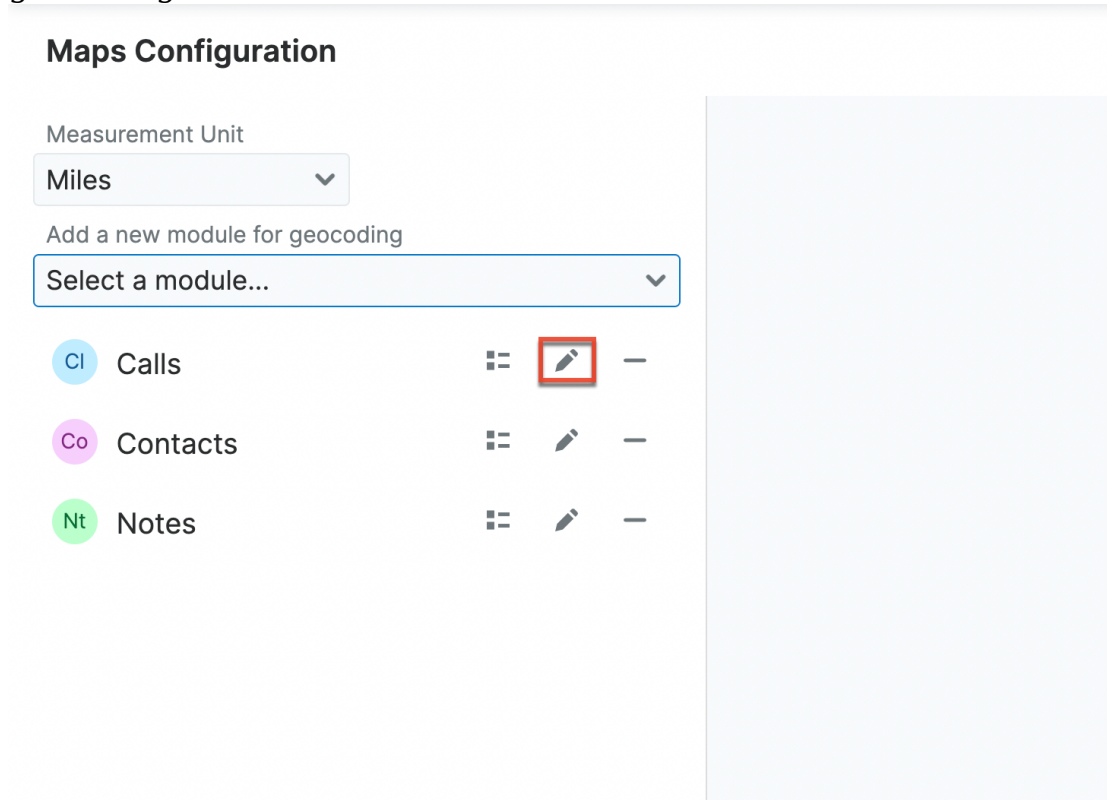 Maps Configuration
Measurement Unit
Miles
Add a new module for geocoding
Select a module...
Cl Calls
Co Contacts
Nt Notes